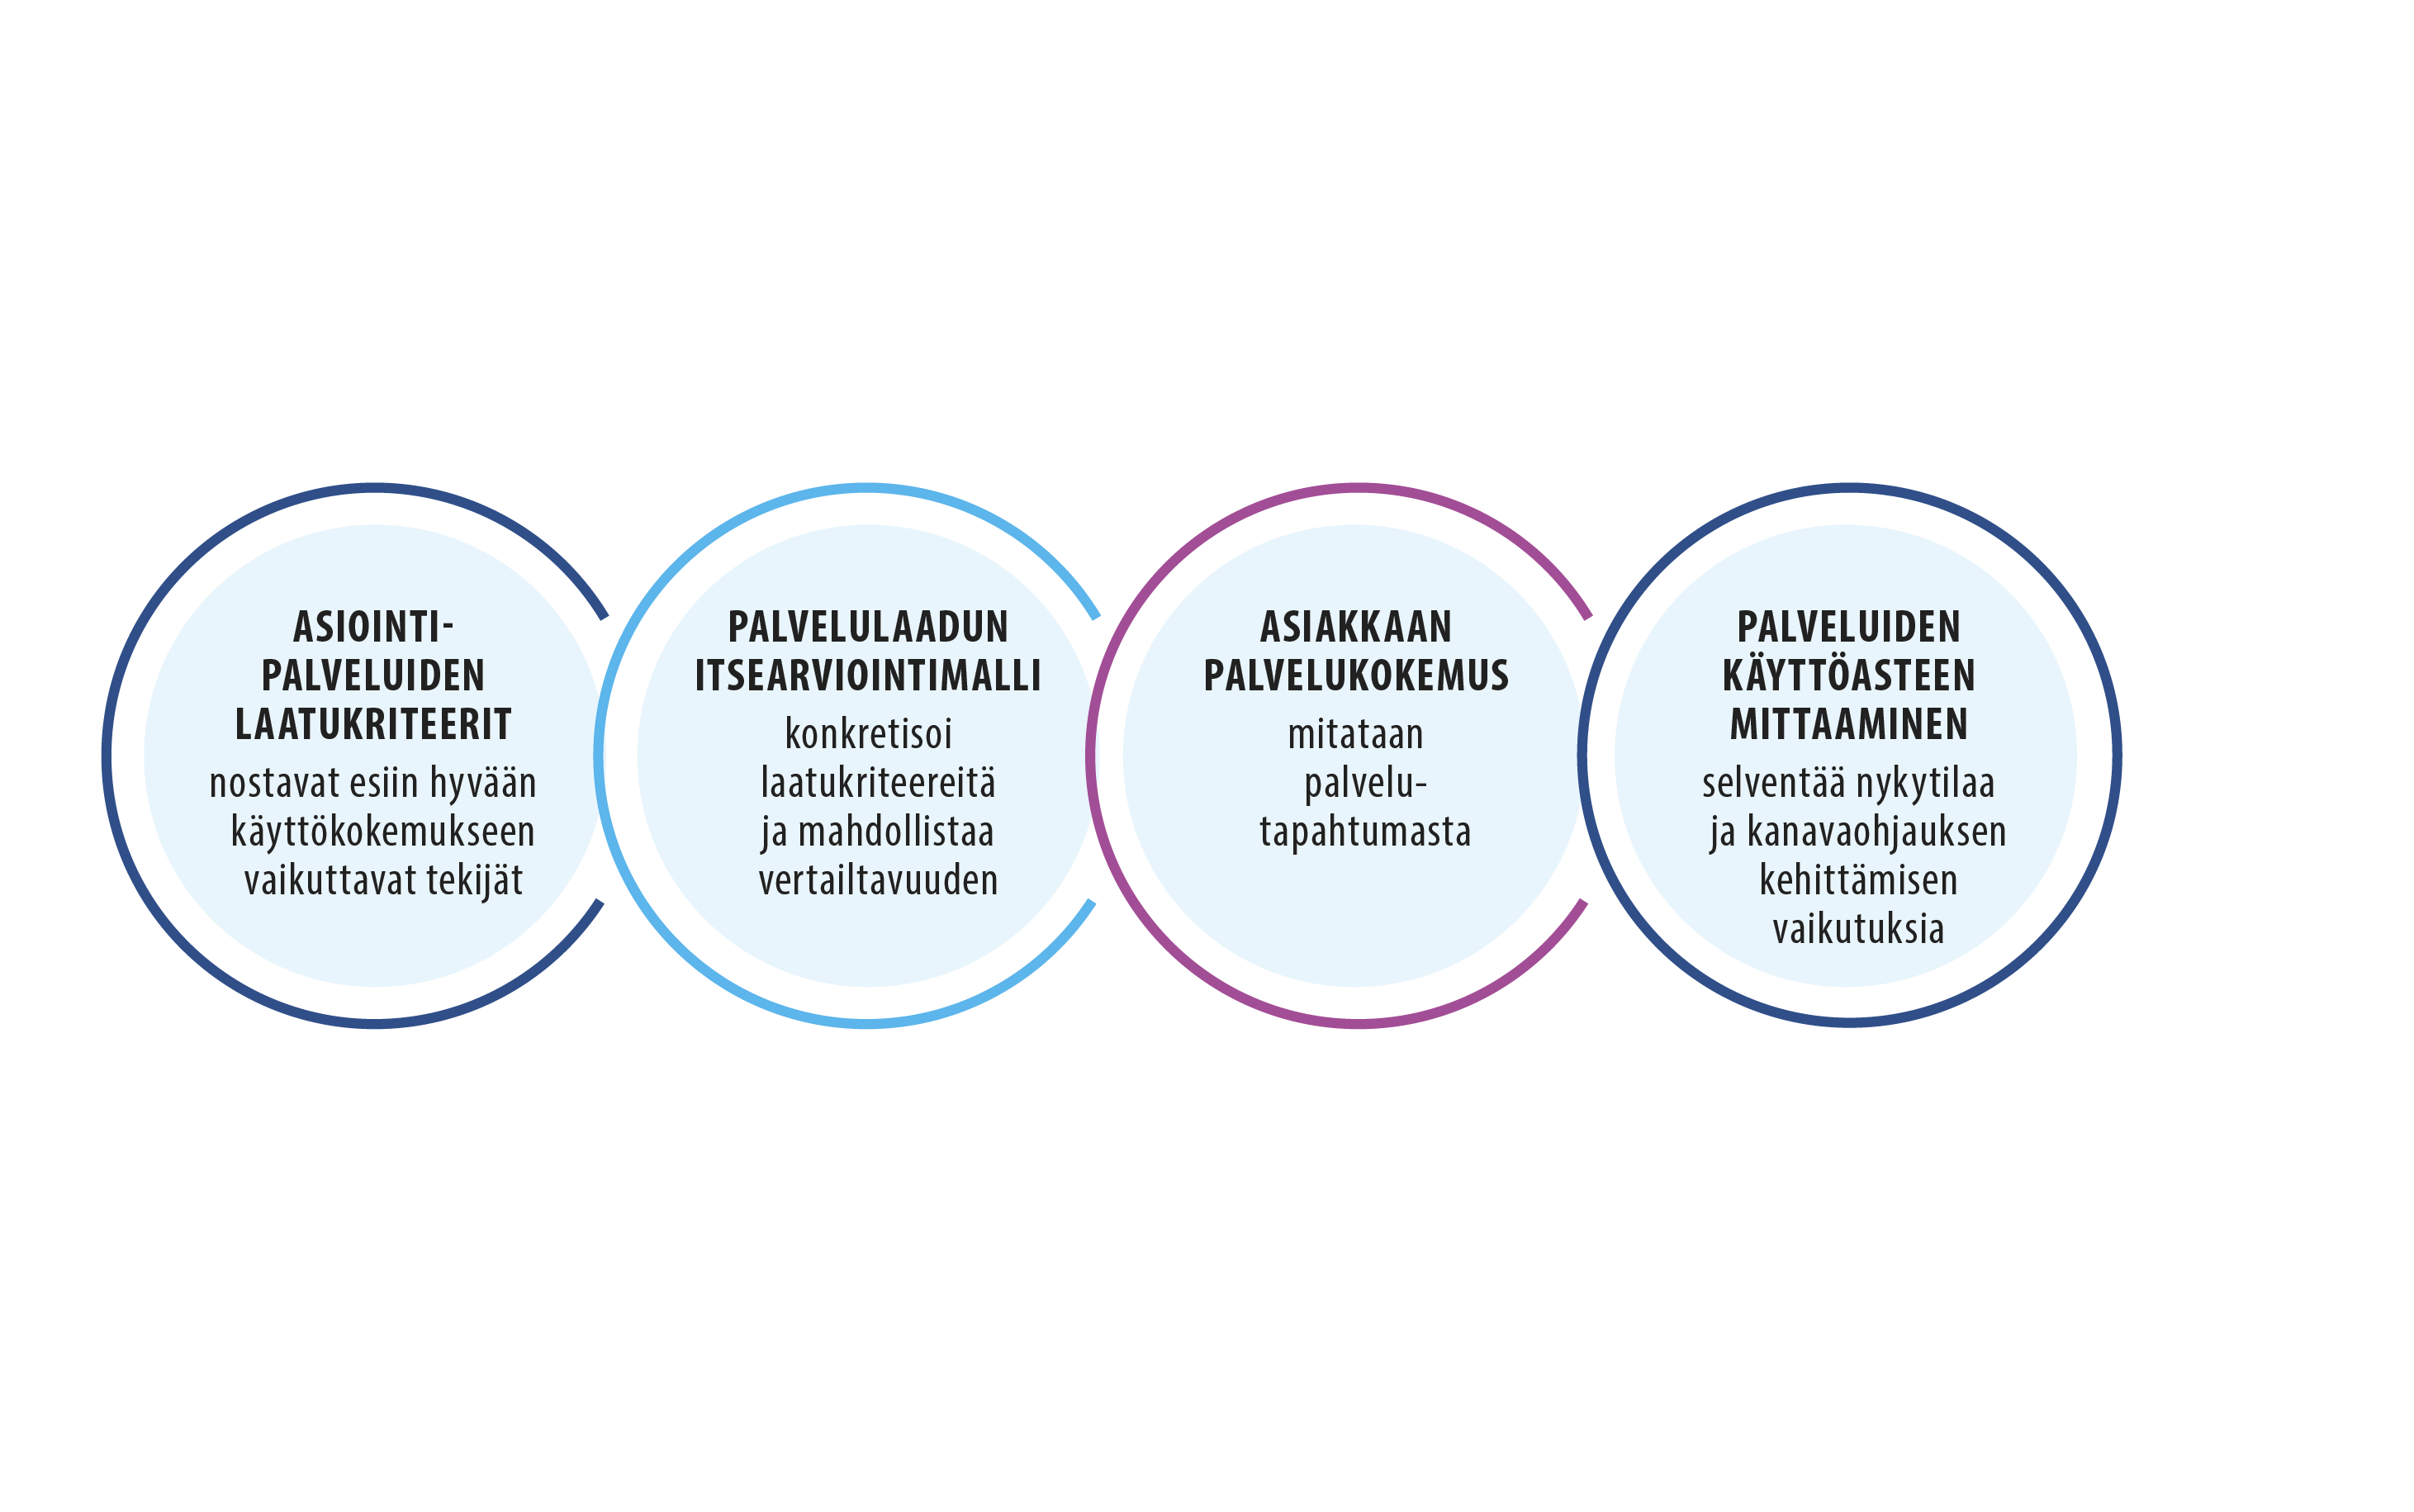 ASIOINTI-
PALVELUIDEN
LAATUKRITEERIT
nostavat esiin hyvään
käyttökokemukseen
vaikuttavat tekijät
PALVELULAADUN
ITSEARVIOINTIMALLI
konkretisoi
laatukriteereitä
ja mahdollistaa
vertailtavuuden
ASIAKKAAN
PALVELUKOKEMUS
mitataan
palvelu-
tapahtumasta
PALVELUIDEN
KÄYTTÖASTEEN
MITTAAMINEN
selventää nykytilaa
ja kanavaohjauksen
kehittämisen
vaikutuksia